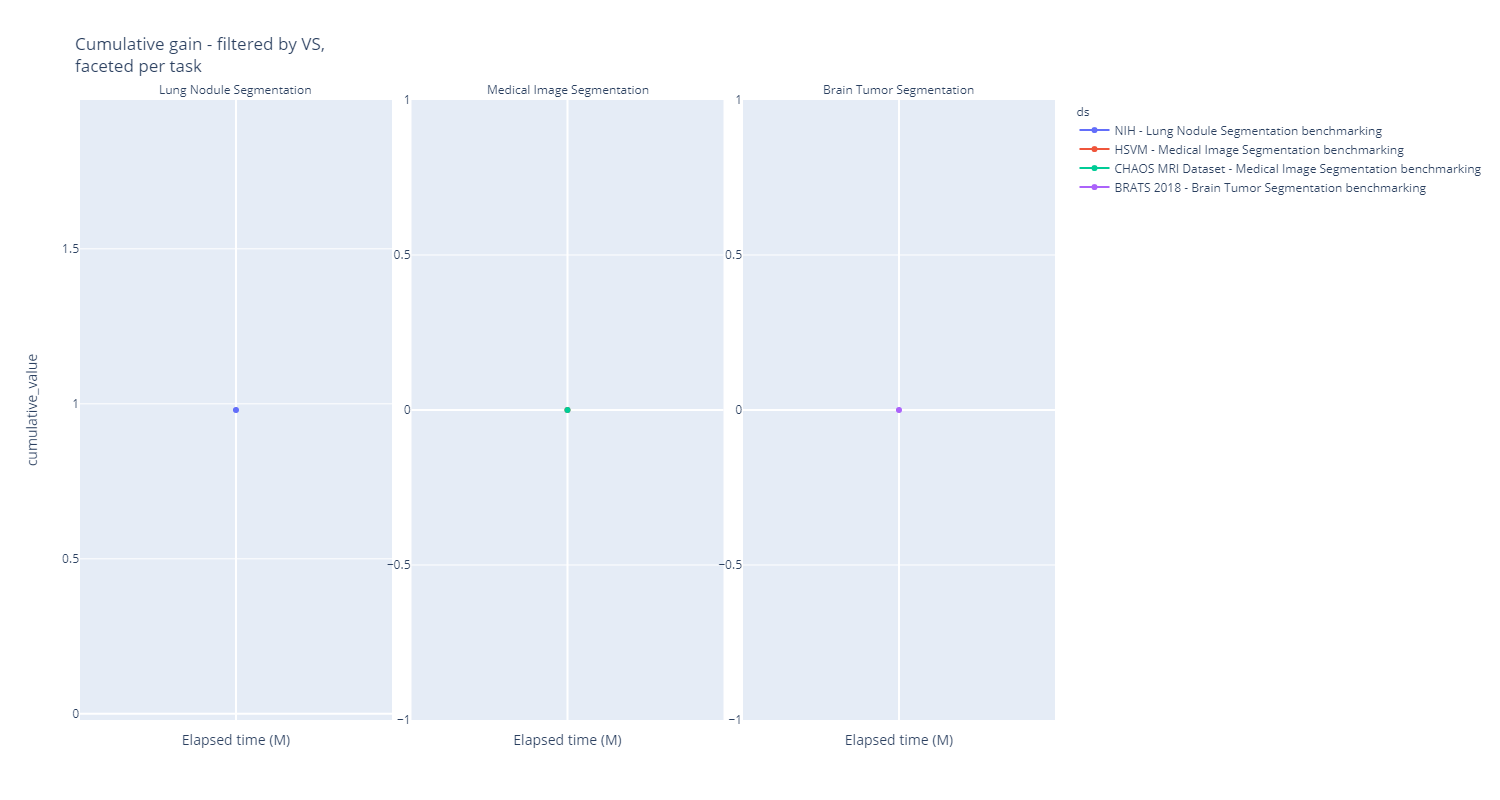 Cumulative gain - filtered by VS,
faceted per task
Lung Nodule Segmentation
Medical Image Segmentation
Brain Tumor Segmentation
ds
NIH - Lung Nodule Segmentation benchmarking
HSVM - Medical Image Segmentation benchmarking
CHAOS MRI Dataset - Medical Image Segmentation benchmarking
BRATS 2018 - Brain Tumor Segmentation benchmarking
cumulative_value
1.5
1
0.5
0
1
0.5
0
−0.5
−1
1
0.5
0
−0.5
−1
Elapsed time (M)
Elapsed time (M)
Elapsed time (M)